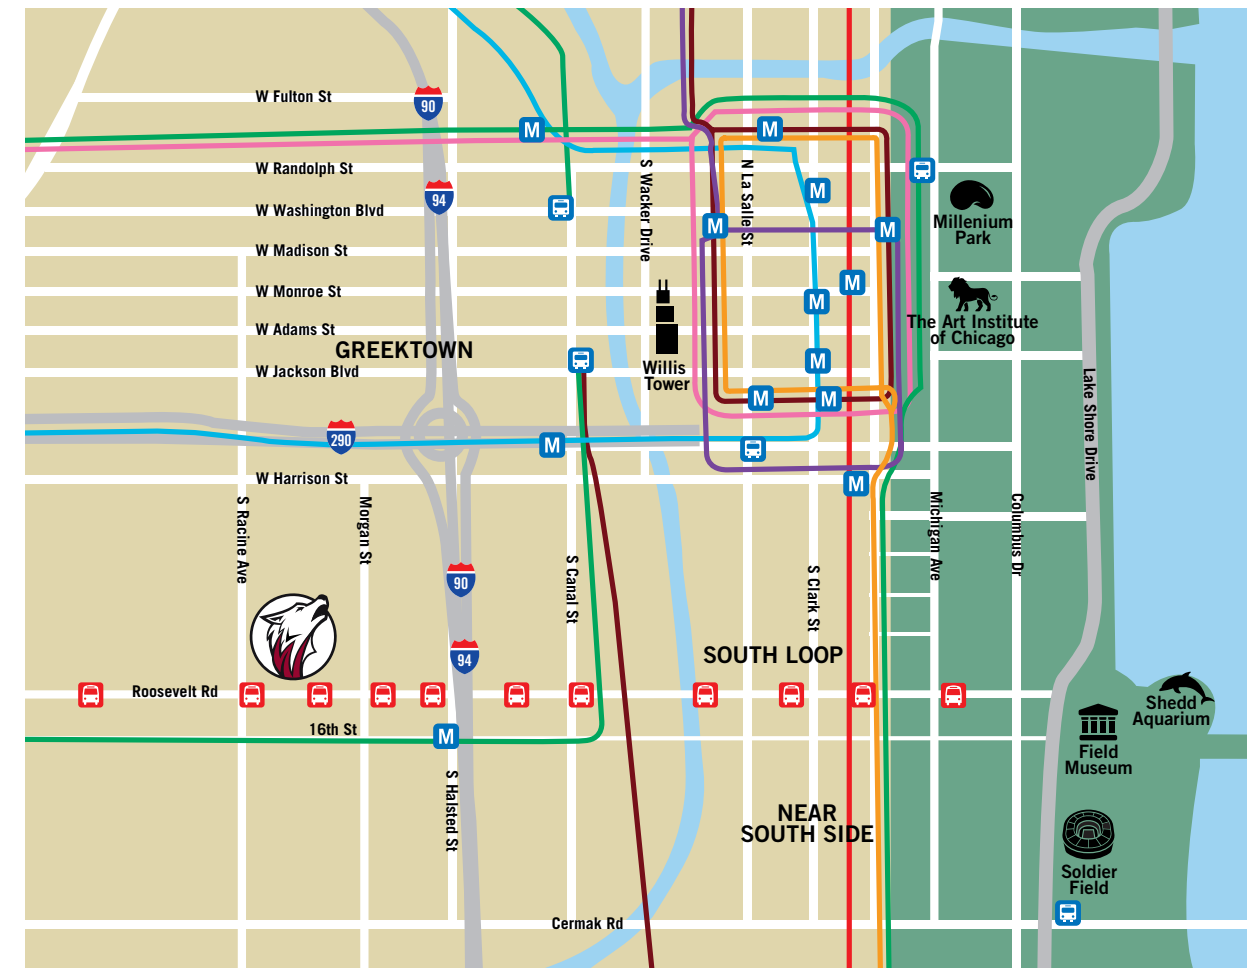 W Fulton St
90
M
M
W Randolph St
94
M
W Washington Blvd
S Wacker Drive
N La Salle St
M
M
Millenium
Park
W Madison St
W Monroe St
M
M
The Art Institute
of Chicago
W Adams St
GREEKTOWN
W Jackson Blvd
Willis
Tower
M
M
M
Lake Shore Drive
290
M
W Harrison St
M
S Racine Ave
Morgan St
S Canal St
S Clark St
Michigan Ave
Columbus Dr
90
94
SOUTH LOOP
Roosevelt Rd
16th St
M
Shedd
Aquarium
Field
Museum
S Halsted St
NEAR
SOUTH SIDE
Soldier
Field
Cermak Rd